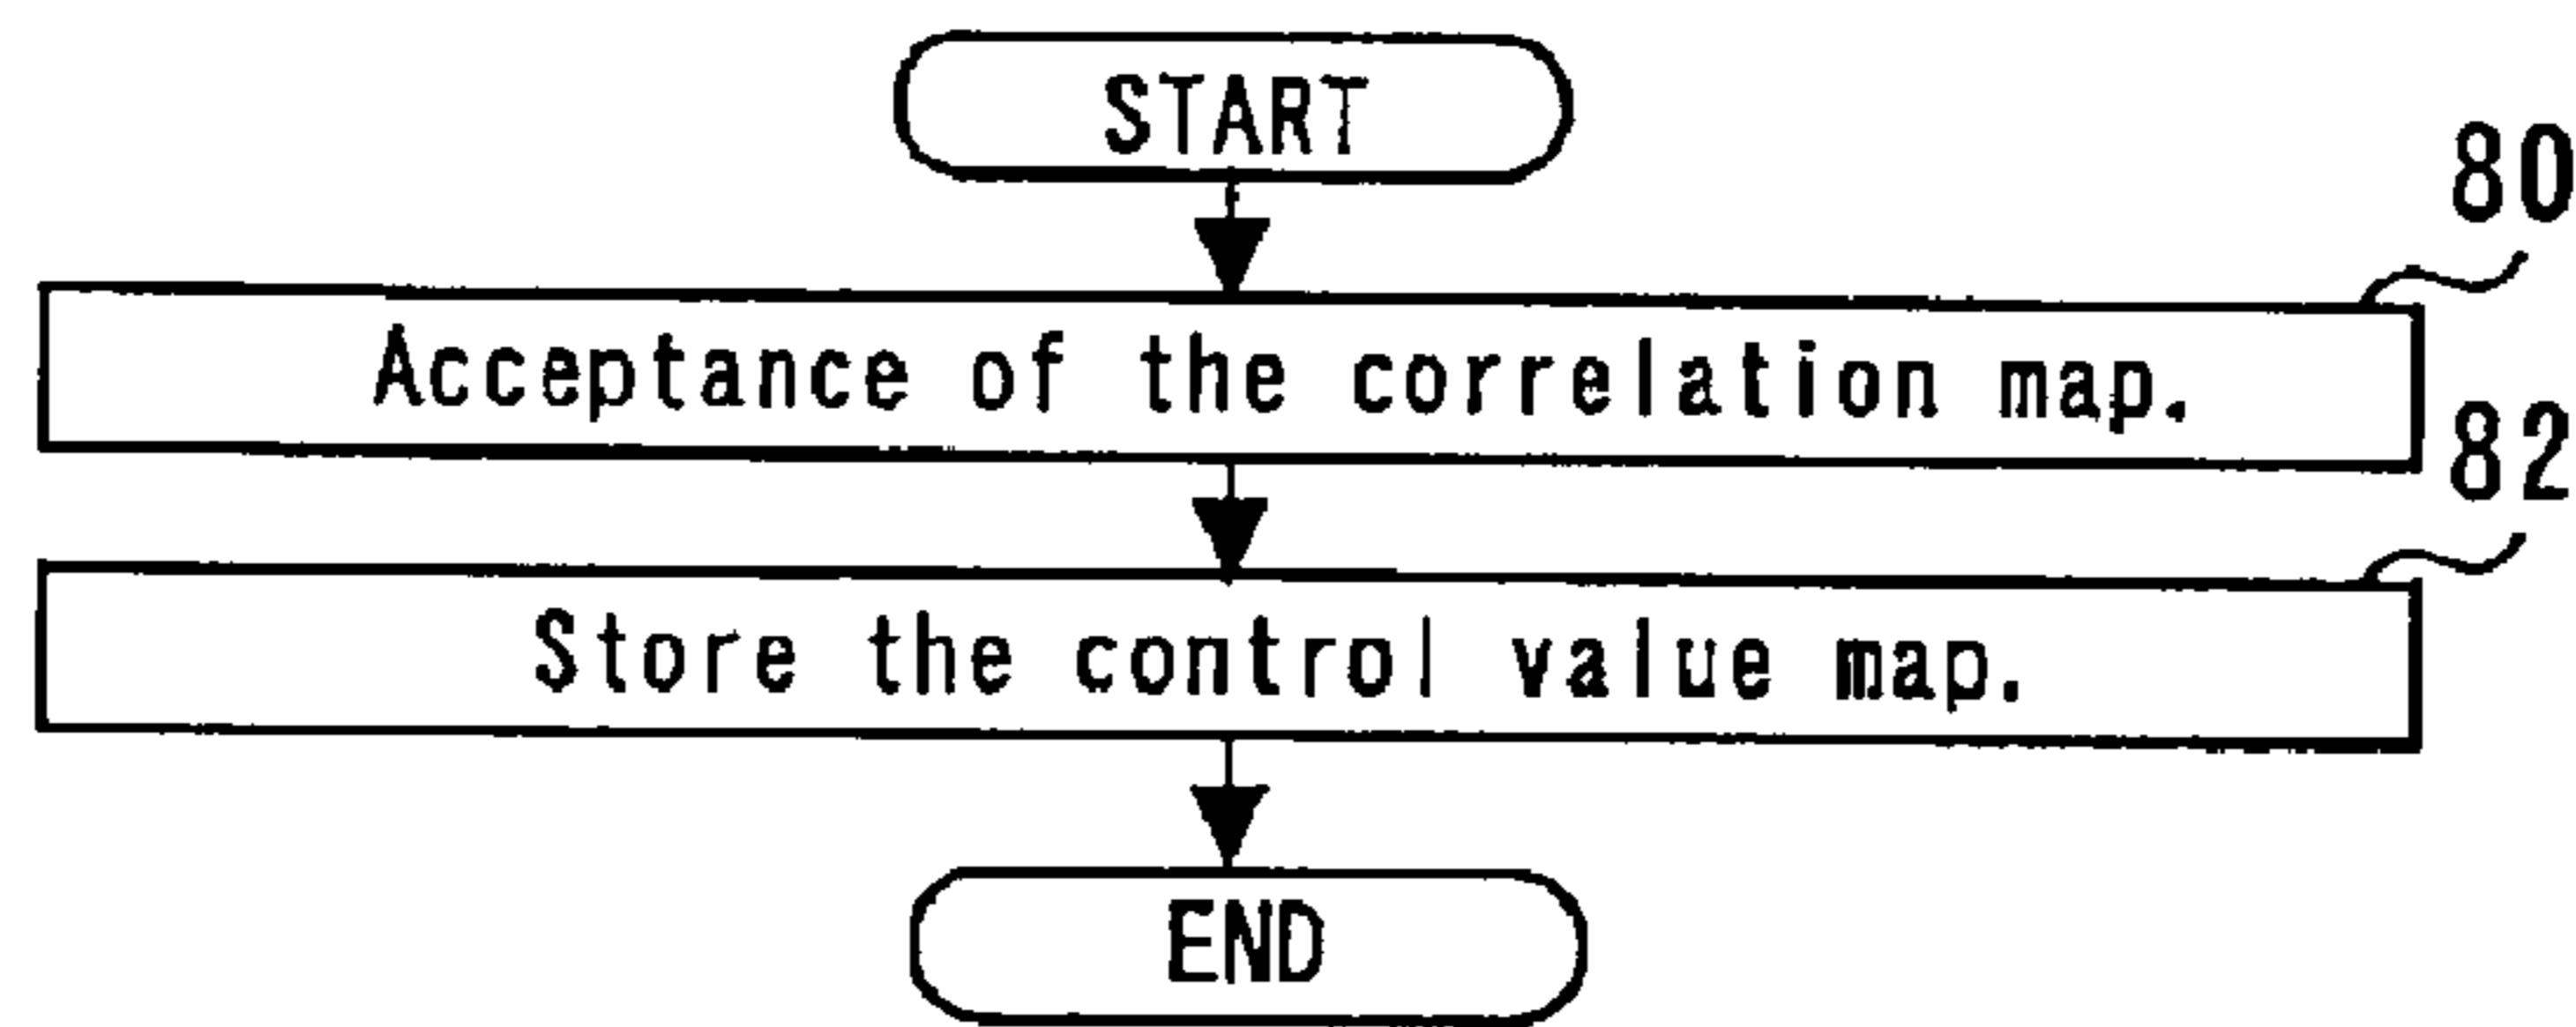 START
80
Acceptance of the correlation map.
82
Store the control value map.
END